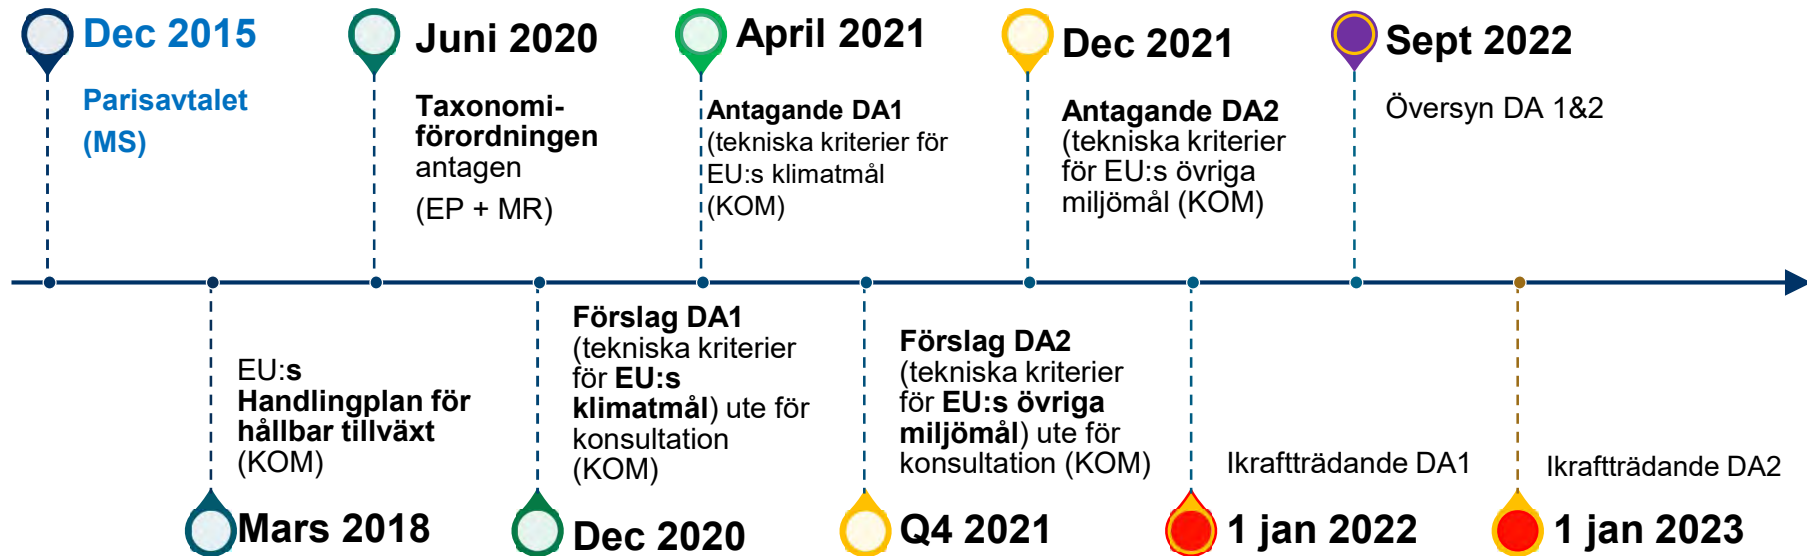 Dec 2015
Parisavtalet
(MS)
Juni 2020
Taxonomi-
förordningen
antagen
(EP + MR)
April 2021
Antagande DA1
(tekniska kriterier för
EU:s klimatmål
(KOM)
Dec 2021
Antagande DA2
(tekniska kriterier
för EU:s övriga
miljömål (KOM)
Sept 2022
Översyn DA 1&2
EU:s
Handlingplan för
hållbar tillväxt
(KOM)
Mars 2018
Förslag DA1
(tekniska kriterier
för EU:s
klimatmål) ute för
konsultation
(KOM)
Dec 2020
Förslag DA2
(tekniska kriterier
för EU:s övriga
miljömål) ute för
konsultation (KOM)
Q4 2021
Ikraftträdande DA1
1 jan 2022
Ikraftträdande DA2
1 jan 2023